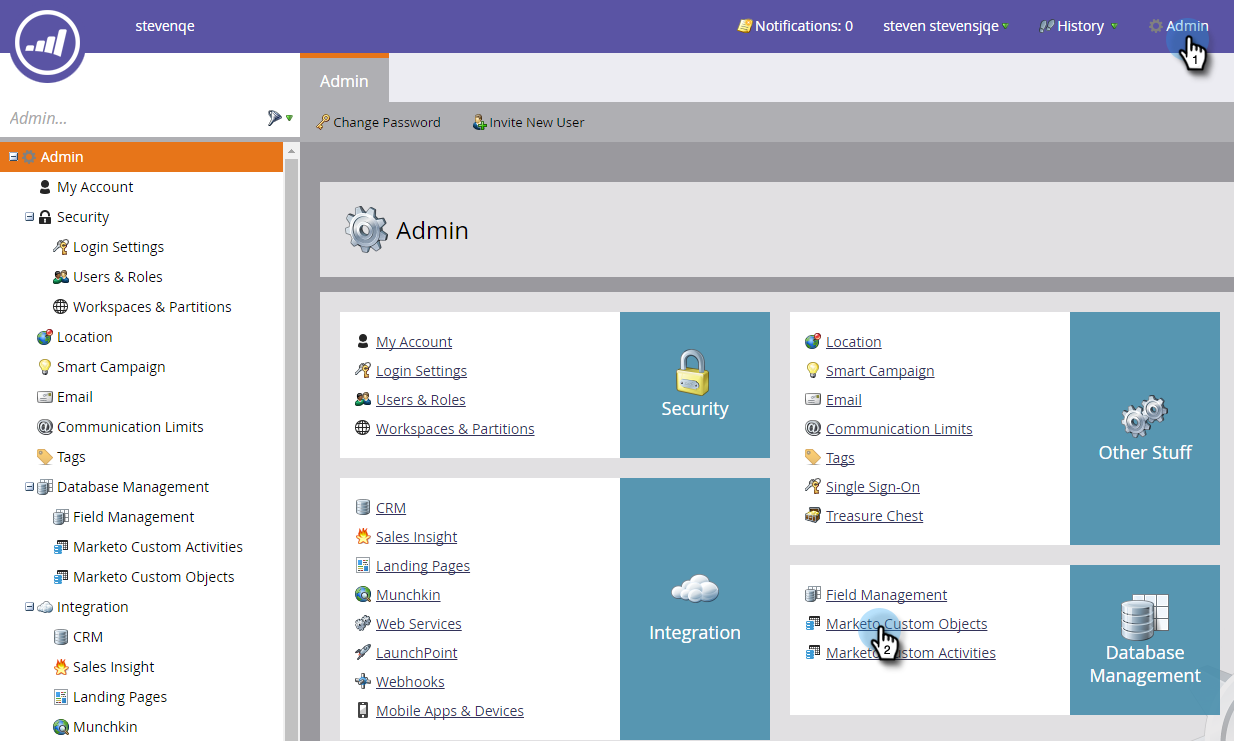 stevenqe
Notifications: 0
steven stevensjqe
History
Admin
1
Admin
Admin...
Change Password
Invite New User
Admin
My Account
Security
Login Settings
Users & Roles
Workspaces & Partitions
Location
Smart Campaign
Email
Communication Limits
Tags
Database Management
Field Management
Marketo Custom Activities
Marketo Custom Objects
Integration
CRM
Sales Insight
Landing Pages
Munchkin
Admin
My Account
Login Settings
Users & Roles
Workspaces & Partitions
Security
CRM
Sales Insight
Landing Pages
Munchkin
Web Services
LaunchPoint
Webhooks
Mobile Apps & Devices
Integration
Location
Smart Campaign
Email
Communication Limits
Tags
Single Sign-On
Treasure Chest
Other Stuff
Field Management
Marketo Custom Objects
2
Marketo Custom Activities
Database
Management